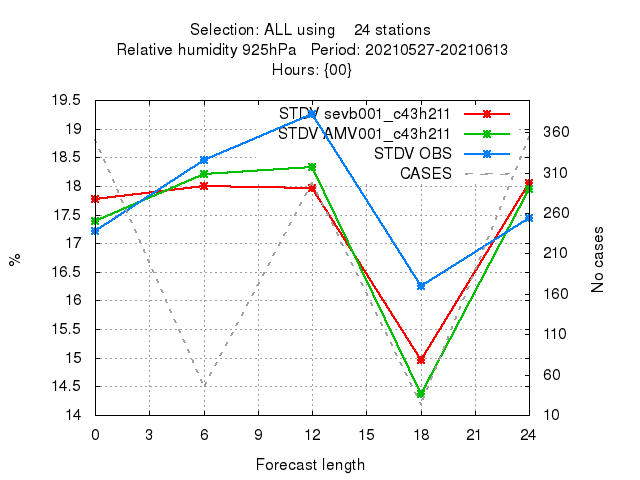 Selection: ALL using    24 stations
Relative humidity 925hPa   Period: 20210527-20210613
Hours: {00}
STDV sevb001_c43h211
STDV AMV001_c43h211
STDV OBS
CASES
19.5
19
18.5
18
17.5
17
16.5
16
15.5
15
14.5
14
%
360
310
260
210
160
110
60
10
No cases
0 3 6 9 12 15 18 21 24
Forecast length